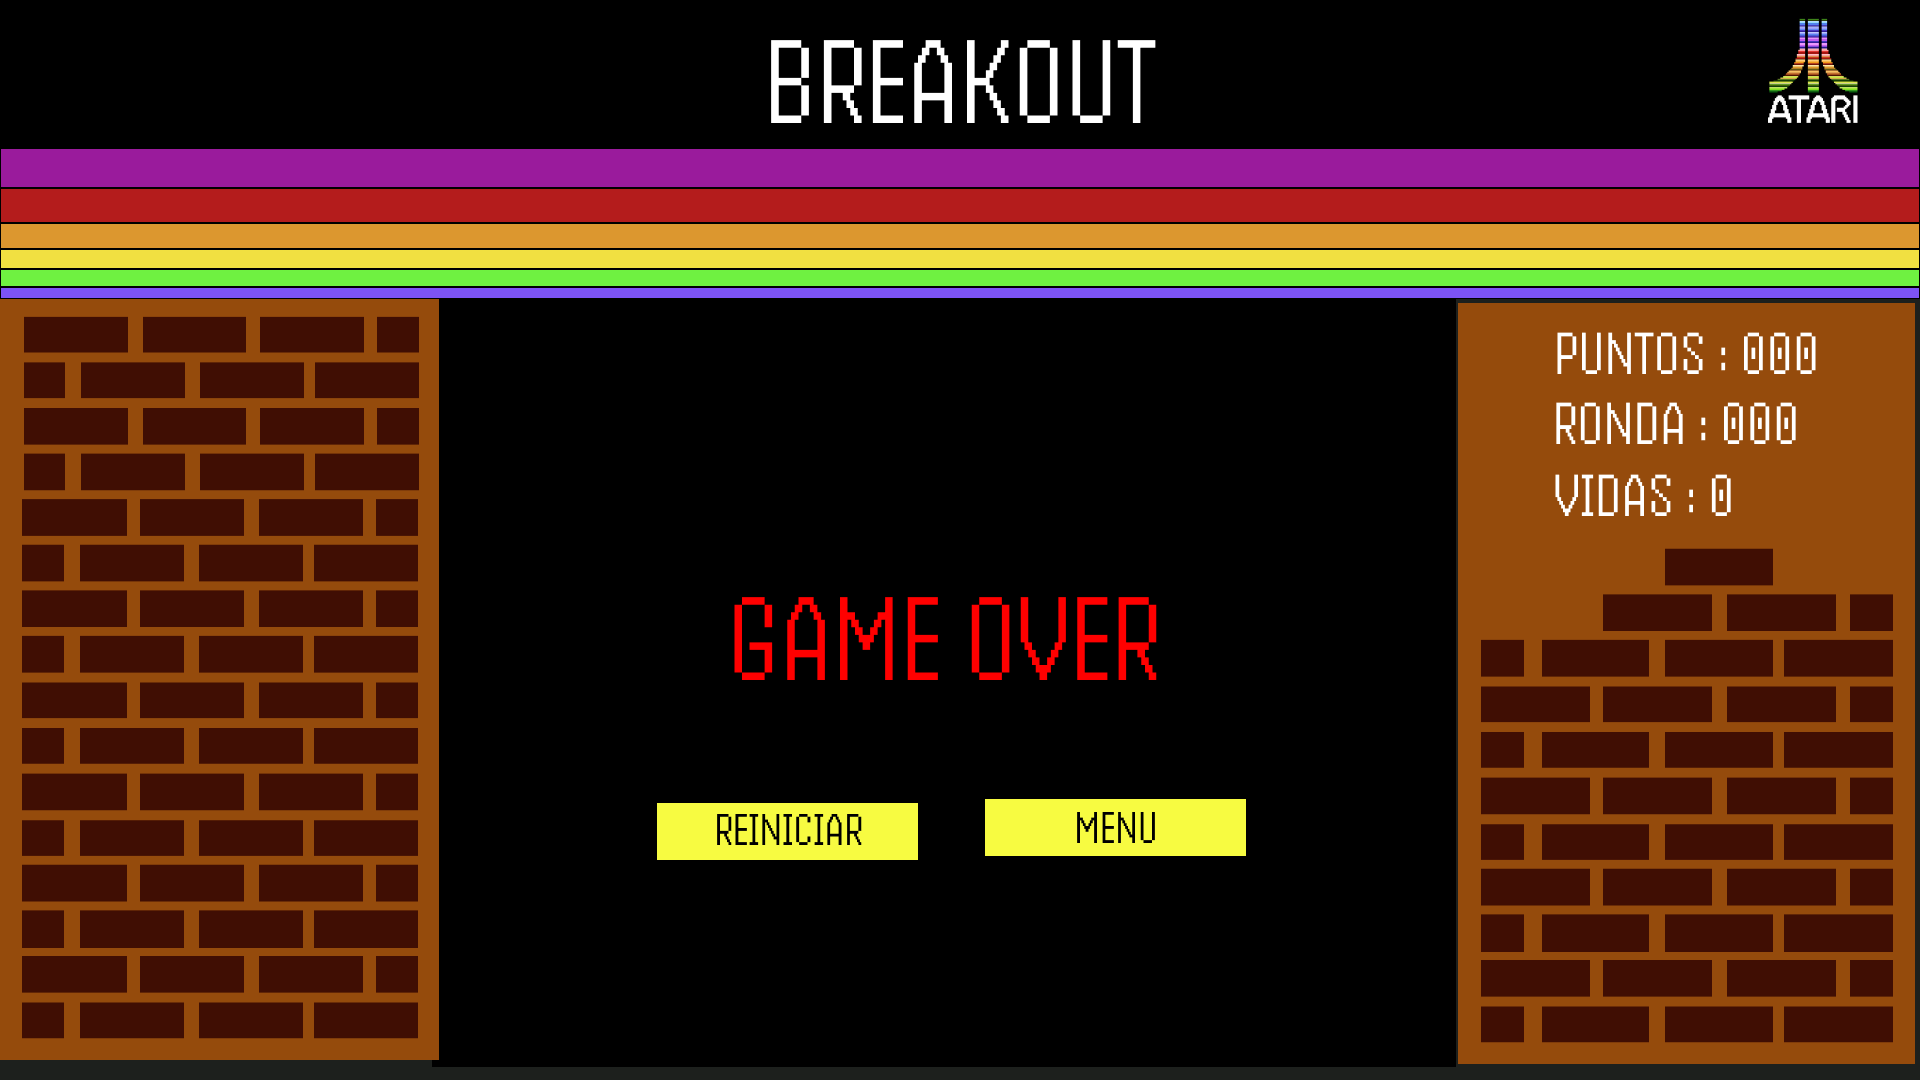 BREAKOUT
ATARI
PUNTOS : 000
RONDA : 000
VIDAS : 0
GAME OVER
REINICIAR
MENU